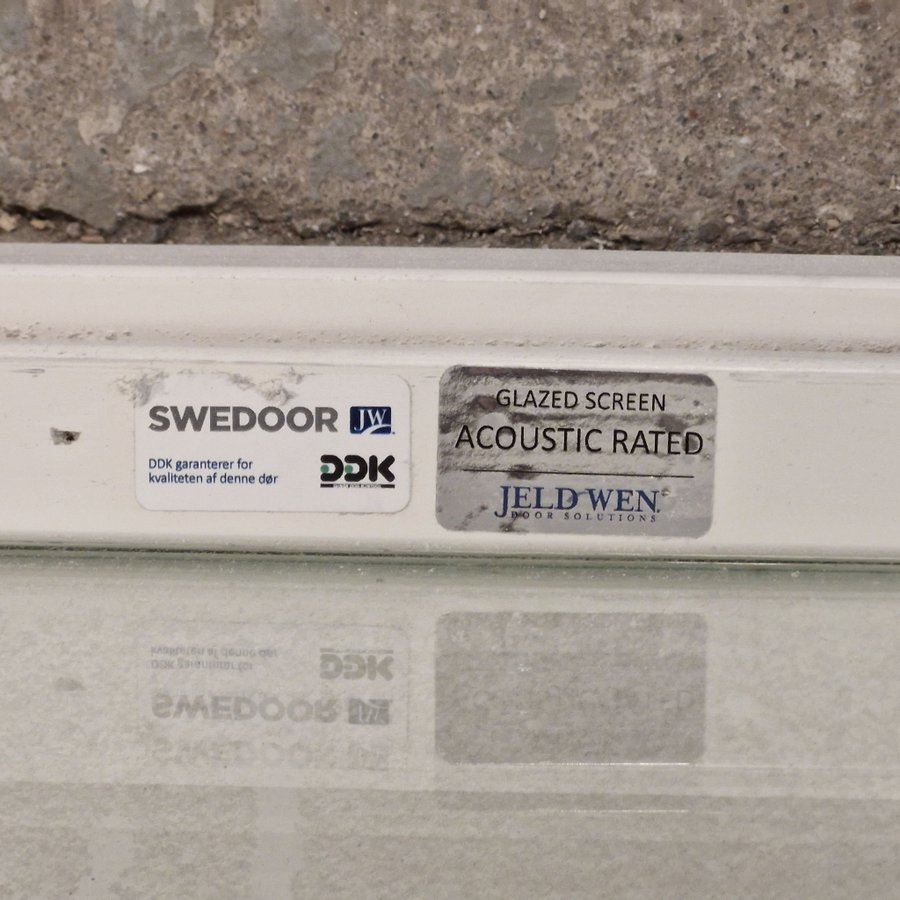 SWEDOOR JW
DDK garanterer for
kvaliteten af denne dør
DDK
GLAZED SCREEN
ACOUSTIC RATED
JELD-WEN
DOOR SOLUTIONS